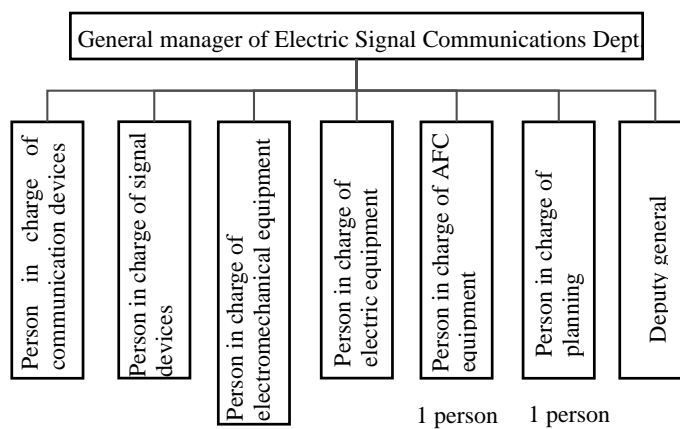 General manager of Electric Signal Communications Dept.
Person in charge of
communication devices
Person in charge of signal
devices
Person in charge of
electromechanical equipment
Person in charge of
electric equipment
Person in charge of AFC
equipment
Person in charge of
planning
Deputy general
1 person
1 person